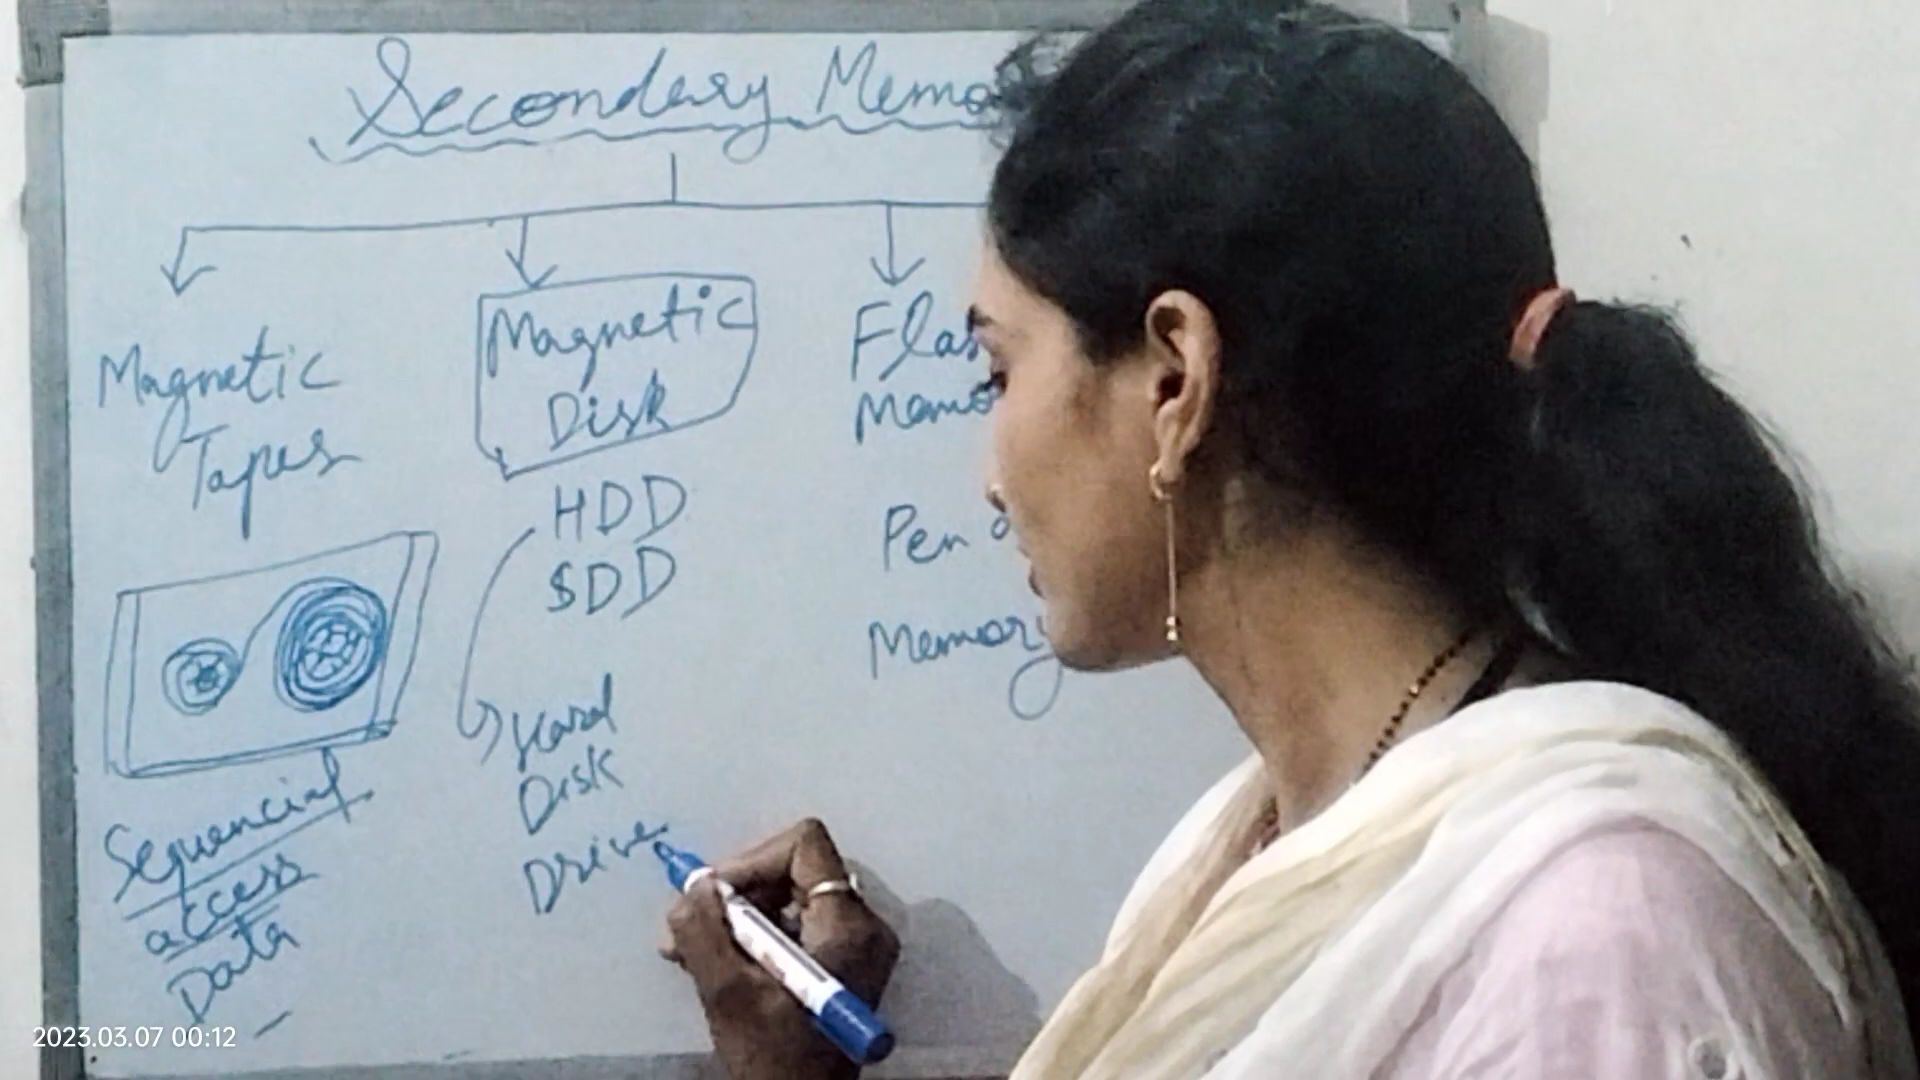 Secondary Memo
Magnetic
Tapes
Sequencial
access
Data
Magnetic
Disk
HDD
SDD
Hard
Disk
Drive
Flas
Memo
Pen
Memory
2023.03.07 00:12